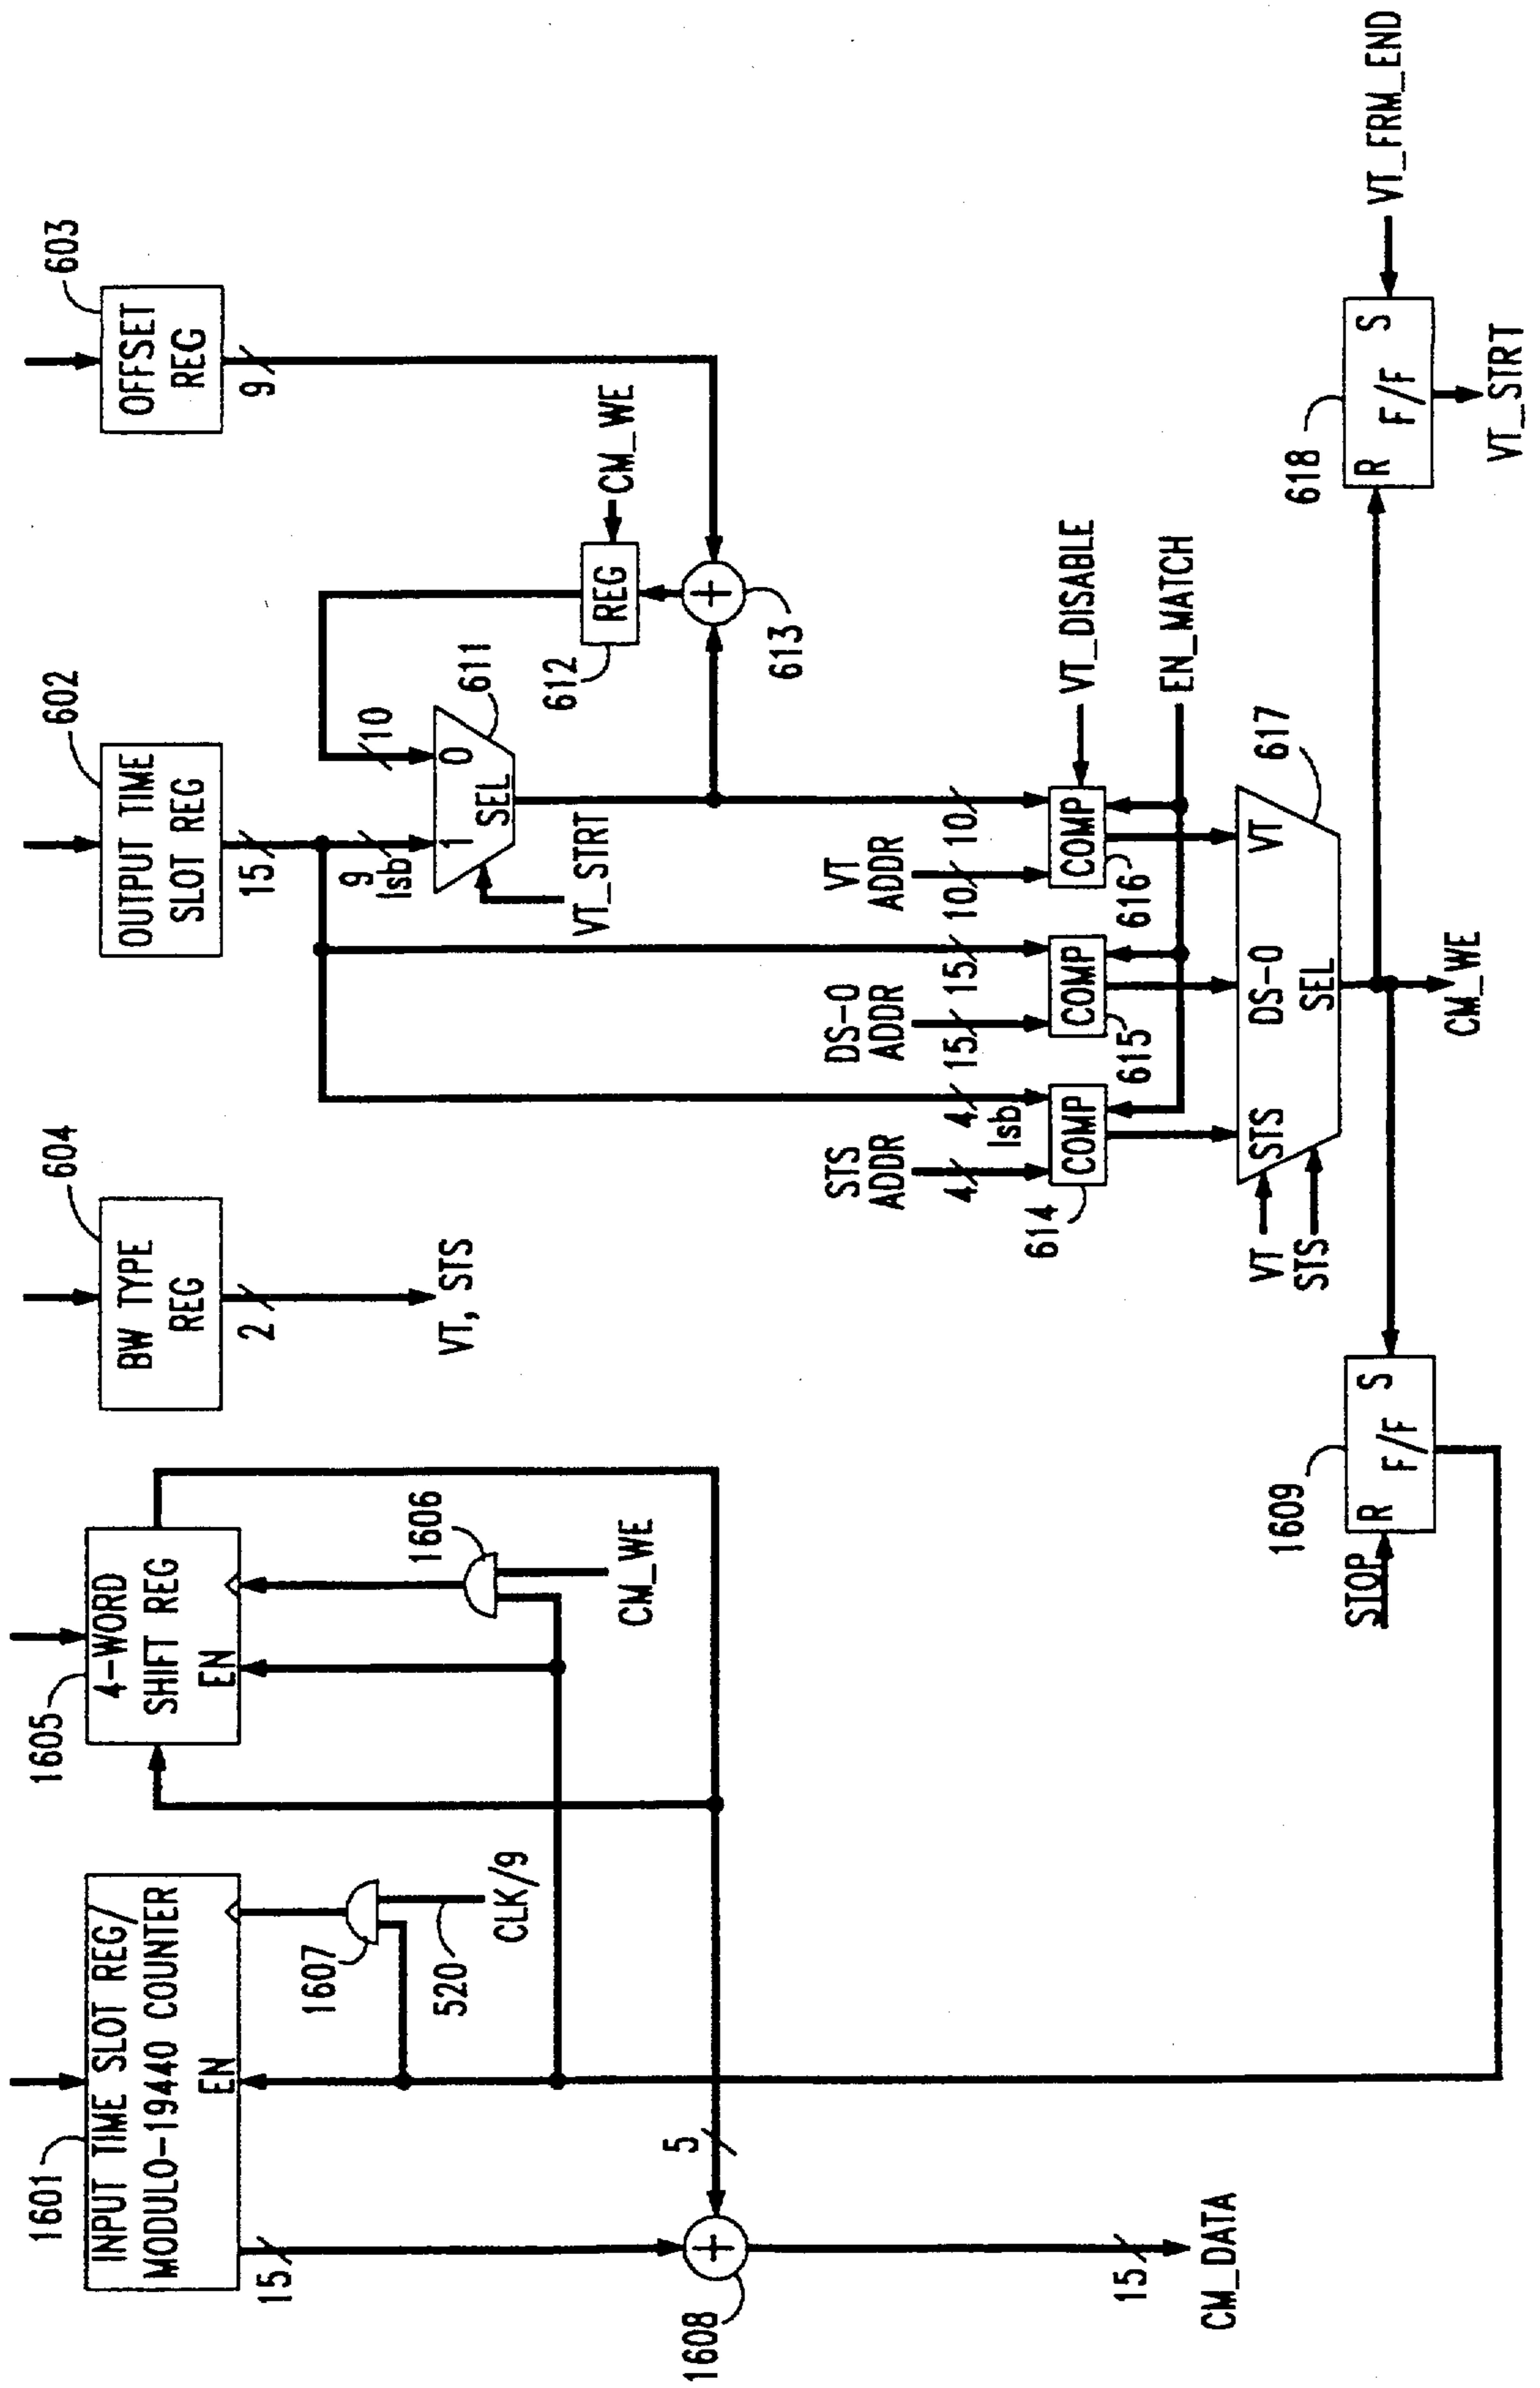 1601
INPUT TIME SLOT REG/
MODULO-19440 COUNTER
EN
15
1607
520
CLK/9
1605
4-WORD
SHIFT REG
EN
1606
CM_WE
5
1608
15
CM_DATA
604
BW TYPE
REG
2
VT, STS
602
OUTPUT TIME
SLOT REG
15
9
lsb
10
1
0
SEL
611
VT_STRT
603
OFFSET
REG
9
REG
612
CM_WE
613
STS
ADDR
4
4
lsb
COMP
614
DS-0
ADDR
15
15
COMP
615
VT
ADDR
10
10
COMP
616
VT_DISABLE
EN_MATCH
STS
DS-0
VT
SEL
617
VT
STS
CM_WE
1609
STOP
R
S
F/F
618
R
S
F/F
VT_FRM_END
VT_STRT